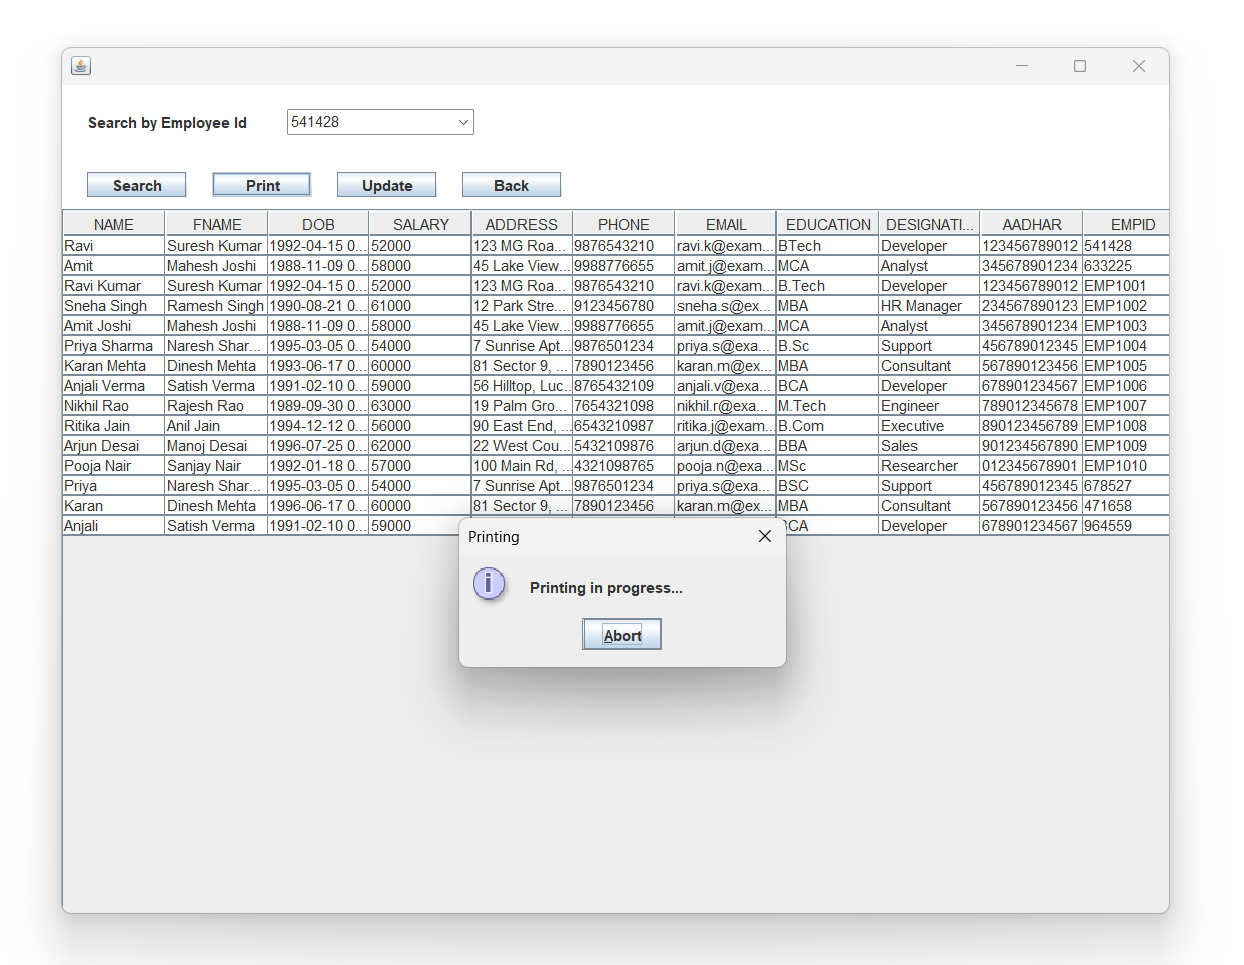 Search by Employee Id 541428
Search Print Update Back
NAME FNAME DOB SALARY ADDRESS PHONE EMAIL EDUCATION DESIGNATI... AADHAR EMPID
Ravi Suresh Kumar 1992-04-15 0... 52000 123 MG Roa... 9876543210 ravi.k@exam... BTech Developer 123456789012 541428
Amit Mahesh Joshi 1988-11-09 0... 58000 45 Lake View... 9988776655 amit.j@exam... MCA Analyst 345678901234 633225
Ravi Kumar Suresh Kumar 1992-04-15 0... 52000 123 MG Roa... 9876543210 ravi.k@exam... B.Tech Developer 123456789012 EMP1001
Sneha Singh Ramesh Singh 1990-08-21 0... 61000 12 Park Stre... 9123456780 sneha.s@ex... MBA HR Manager 234567890123 EMP1002
Amit Joshi Mahesh Joshi 1988-11-09 0... 58000 45 Lake View... 9988776655 amit.j@exam... MCA Analyst 345678901234 EMP1003
Priya Sharma Naresh Shar... 1995-03-05 0... 54000 7 Sunrise Apt... 9876501234 priya.s@exa... B.Sc Support 456789012345 EMP1004
Karan Mehta Dinesh Mehta 1993-06-17 0... 60000 81 Sector 9, ... 7890123456 karan.m@ex... MBA Consultant 567890123456 EMP1005
Anjali Verma Satish Verma 1991-02-10 0... 59000 56 Hilltop, Luc... 8765432109 anjali.v@exa... BCA Developer 678901234567 EMP1006
Nikhil Rao Rajesh Rao 1989-09-30 0... 63000 19 Palm Gro... 7654321098 nikhil.r@exa... M.Tech Engineer 789012345678 EMP1007
Ritika Jain Anil Jain 1994-12-12 0... 56000 90 East End, ... 6543210987 ritika.j@exam... B.Com Executive 890123456789 EMP1008
Arjun Desai Manoj Desai 1996-07-25 0... 62000 22 West Cou... 5432109876 arjun.d@exa... BBA Sales 901234567890 EMP1009
Pooja Nair Sanjay Nair 1992-01-18 0... 57000 100 Main Rd, ... 4321098765 pooja.n@exa... MSc Researcher 012345678901 EMP1010
Priya Naresh Shar... 1995-03-05 0... 54000 7 Sunrise Apt... 9876501234 priya.s@exa... BSC Support 456789012345 678527
Karan Dinesh Mehta 1996-06-17 0... 60000 81 Sector 9, ... 7890123456 karan.m@ex... MBA Consultant 567890123456 471658
Anjali Satish Verma 1991-02-10 0... 59000 BCA Developer 678901234567 964559
Printing
Printing in progress...
Abort